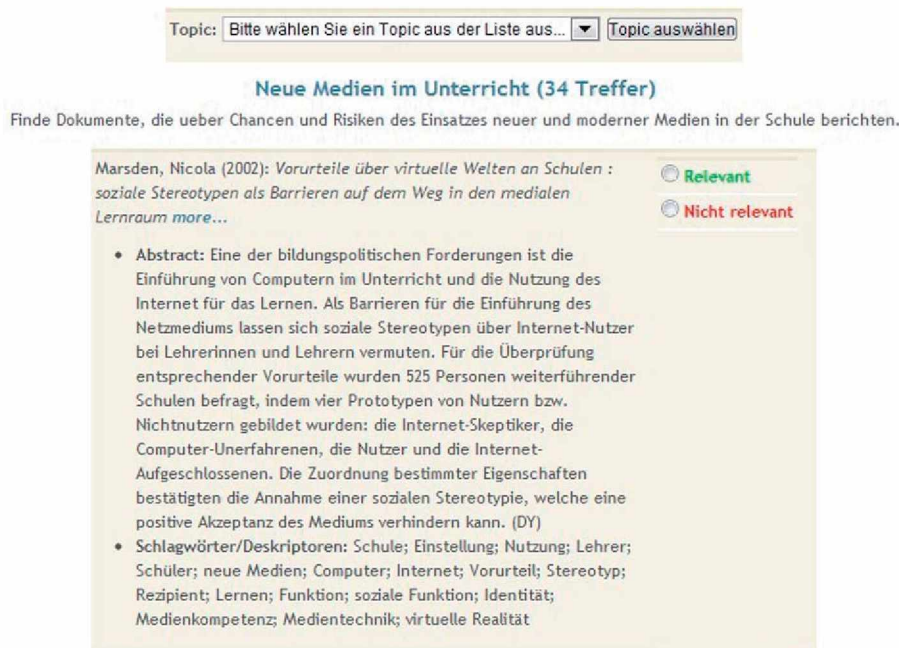 Topic: Bitte wählen Sie ein Topic aus der Liste aus... Topic auswählen
Neue Medien im Unterricht (34 Treffer)
Finde Dokumente, die ueber Chancen und Risiken des Einsatzes neuer und moderner Medien in der Schule berichten.
Marsden, Nicola (2002): Vorurteile über virtuelle Welten an Schulen :
soziale Stereotypen als Barrieren auf dem Weg in den medialen
Lernraum more...
Relevant
Nicht relevant
• Abstract: Eine der bildungspolitischen Forderungen ist die
Einführung von Computern im Unterricht und die Nutzung des
Internet für das Lernen. Als Barrieren für die Einführung des
Netzmediums lassen sich soziale Stereotypen über Internet-Nutzer
bei Lehrerinnen und Lehrern vermuten. Für die Überprüfung
entsprechender Vorurteile wurden 525 Personen weiterführender
Schulen befragt, indem vier Prototypen von Nutzern bzw.
Nichtnutzern gebildet wurden: die Internet-Skeptiker, die
Computer-Unerfahrenen, die Nutzer und die Internet-
Aufgeschlossenen. Die Zuordnung bestimmter Eigenschaften
bestätigten die Annahme einer sozialen Stereotypie, welche eine
positive Akzeptanz des Mediums verhindern kann. (DY)
• Schlagwörter/Deskriptoren: Schule; Einstellung; Nutzung; Lehrer;
Schüler; neue Medien; Computer; Internet; Vorurteil; Stereotyp;
Rezipient; Lernen; Funktion; soziale Funktion; Identität;
Medienkompetenz; Medientechnik; virtuelle Realität